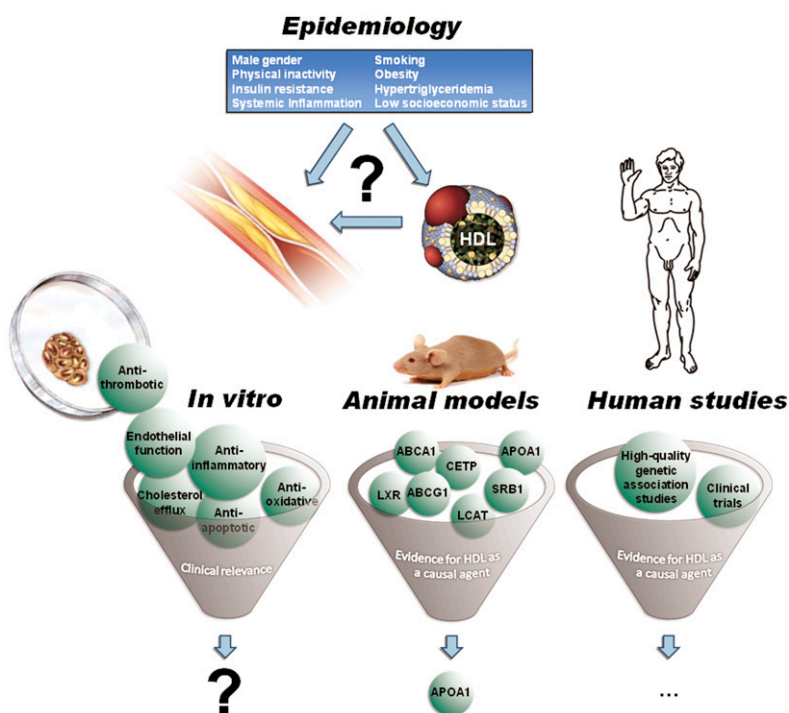 Epidemiology
Male gender
Physical inactivity
Insulin resistance
Systemic Inflammation
Smoking
Obesity
Hypertriglyceridemia
Low socioeconomic status
?
HDL
In vitro
Anti-
thrombotic
Endothelial
function
Anti-
inflammatory
Cholesterol
efflux
Anti-
apoptotic
Anti-
oxidative
Clinical relevance
?
Animal models
ABCA1
CETP
APOA1
LXR
ABCG1
SRB1
LCAT
Evidence for HDL as
a causal agent
APOA1
Human studies
High-quality
genetic
association
studies
Clinical
trials
Evidence for HDL as
a causal agent
...